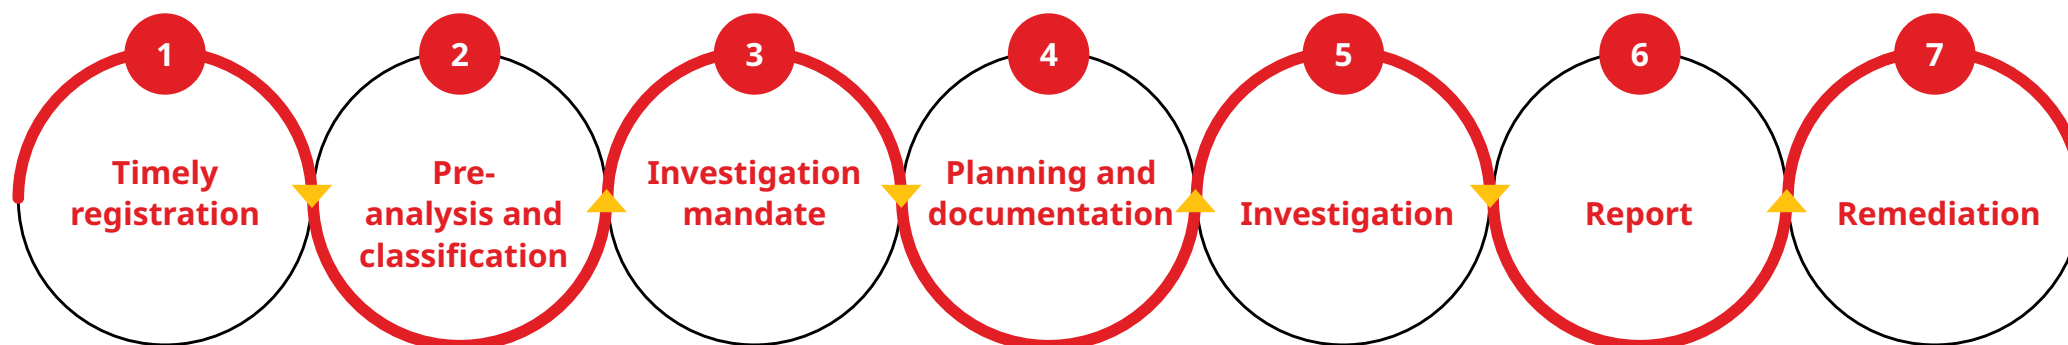 1
Timely
registration
2
Pre-
analysis and
classification
3
Investigation
mandate
4
Planning and
documentation
5
Investigation
6
Report
7
Remediation